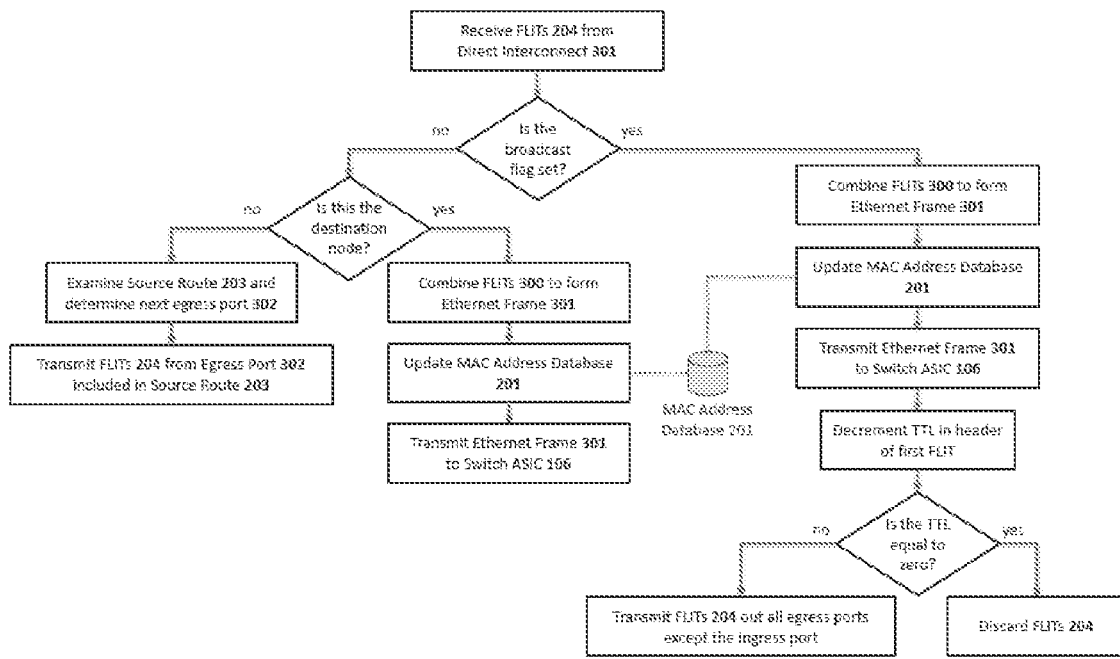 Receive FLITs 204 from
Direct Interconnect 301
no
Is the
broadcast
flag set?
yes
no
Is this the
destination
node?
yes
Combine FLITs 300 to form
Ethernet Frame 301
Examine Source Route 203 and
determine next egress port 302
Combine FLITs 300 to form
Ethernet Frame 301
Update MAC Address Database
201
Transmit FLITs 204 from Egress Port 302
included in Source Route 203
Update MAC Address Database
201
MAC Address
Database 201
Transmit Ethernet Frame 301
to Switch ASIC 106
Transmit Ethernet Frame 301
to Switch ASIC 106
Decrement TTL in header
of first FLIT
no
Is the TTL
equal to
zero?
yes
Transmit FLITs 204 out all egress ports
except the ingress port
Discard FLITs 204